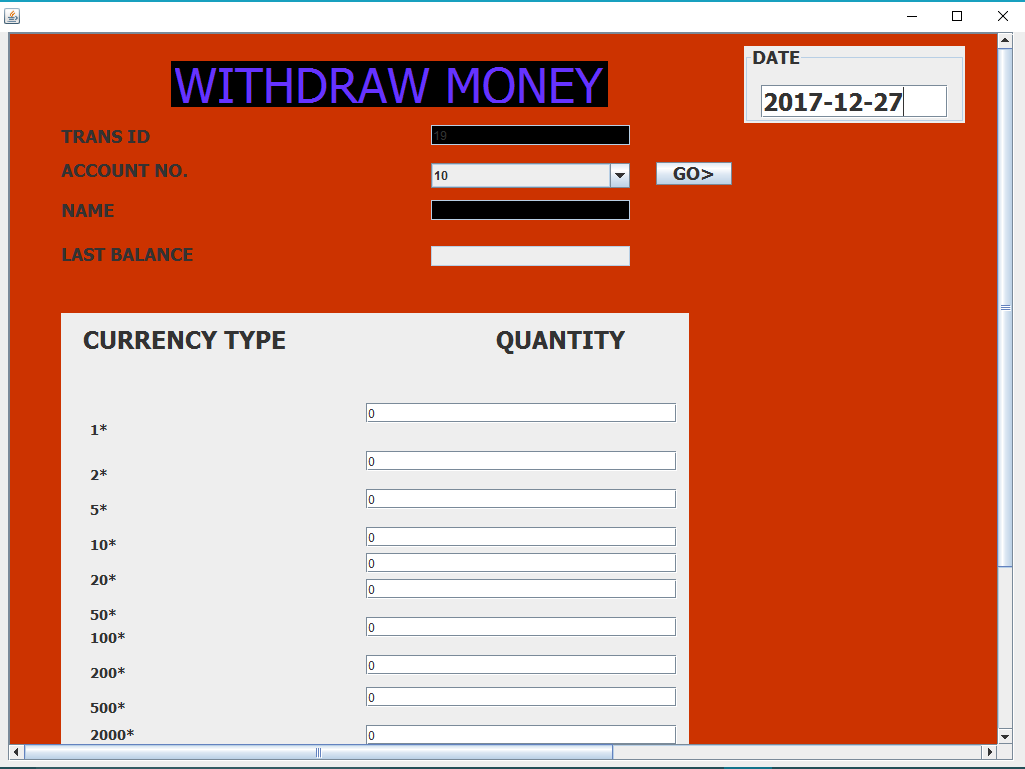 WITHDRAW MONEY
DATE
2017-12-27
TRANS ID 19
ACCOUNT NO. 10 GO>
NAME
LAST BALANCE
CURRENCY TYPE QUANTITY
0
1*
0
2*
0
5*
0
10*
0
20*
0
50*
0
100*
0
200*
0
500*
2000* 0